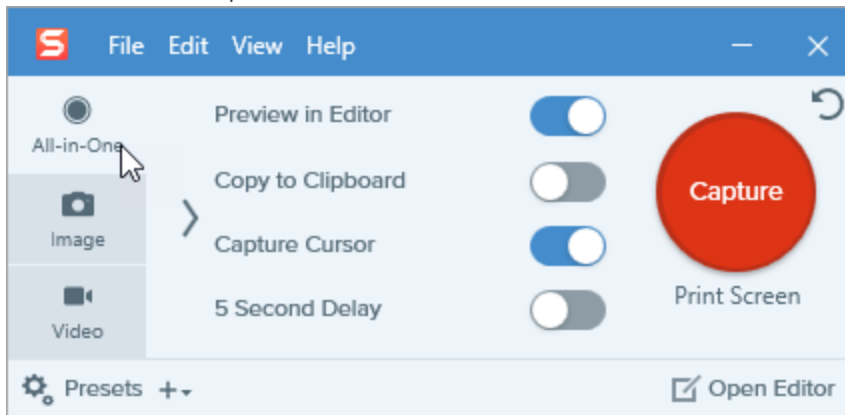 S File Edit View Help
All-in-One
Image
Video
Preview in Editor
Copy to Clipboard
Capture Cursor
5 Second Delay
Capture
Print Screen
Presets
Open Editor